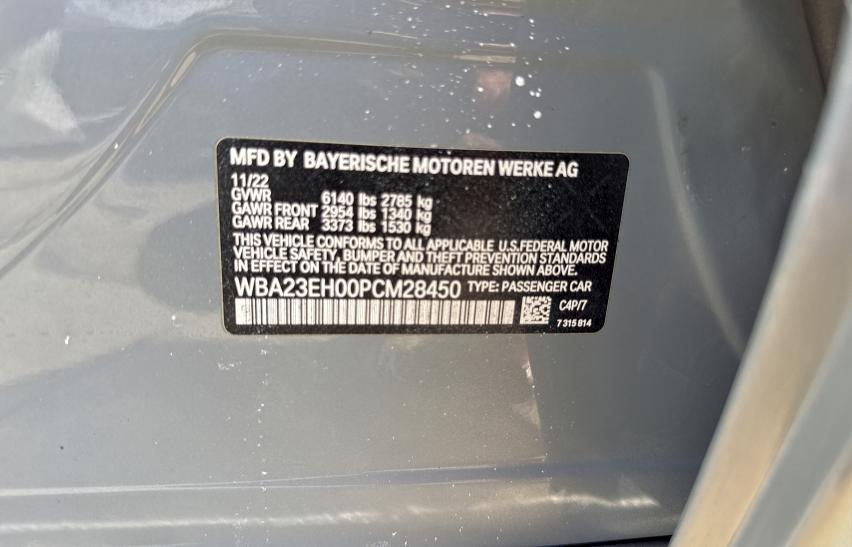 MFD BY BAYERISCHE MOTOREN WERKE AG
11/22
GVWR 6140 lbs 2785 kg
GAWR FRONT 2954 lbs 1340 kg
GAWR REAR 3373 lbs 1530 kg
THIS VEHICLE CONFORMS TO ALL APPLICABLE U.S.FEDERAL MOTOR
VEHICLE SAFETY, BUMPER AND THEFT PREVENTION STANDARDS
IN EFFECT ON THE DATE OF MANUFACTURE SHOWN ABOVE.
WBA23EH00PCM28450 TYPE: PASSENGER CAR
C4P/7
7 315 814